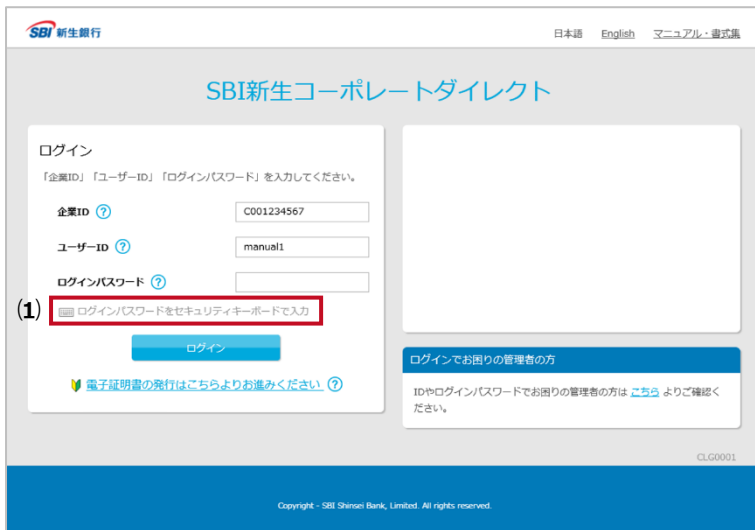 SBI 新生銀行
日本語 English マニュアル・書式集
SBI新生コーポレートダイレクト
ログイン
「企業ID」「ユーザーID」「ログインパスワード」を入力してください。
企業ID ?
C001234567
ユーザーID ?
manual1
ログインパスワード ?
(1)
ログインパスワードをセキュリティキーボードで入力
ログイン
電子証明書の発行はこちらよりお進みください ?
ログインでお困りの管理者の方
IDやログインパスワードでお困りの管理者の方は こちら よりご確認く
ださい。
CLG0001
Copyright - SBI Shinsei Bank, Limited. All rights reserved.